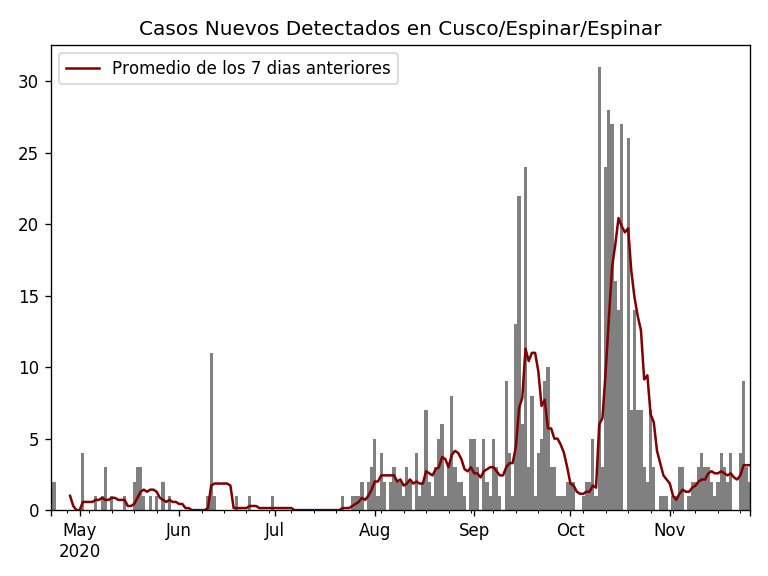 Casos Nuevos Detectados en Cusco/Espinar/Espinar
Promedio de los 7 dias anteriores
30
25
20
15
10
5
0
May Jun Jul Aug Sep Oct Nov
2020